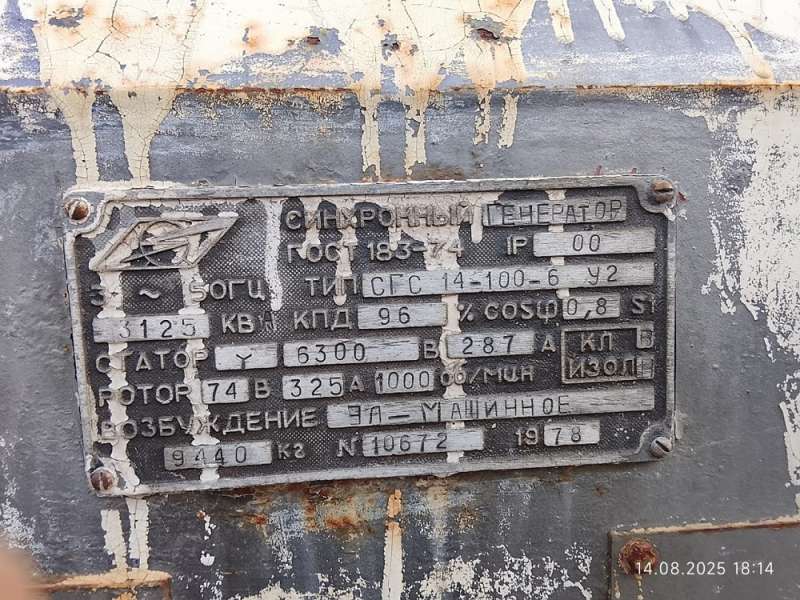 СИНХРОННЫЙ ГЕНЕРАТОР
ГОСТ 183-74 IP 00
3 ~ 50ГЦ ТИП СГС 14-100-6 У2
3125 КВА КПД 96 % COSφ 0,8 S1
СТАТОР Y 6300 В 287 А КЛ В
РОТОР 74 В 325 А 1000 об/мин ИЗОЛ
ВОЗБУЖДЕНИЕ ЭЛ-МАШИННОЕ
9440 кг № 10672 1978
14.08.2025 18:14